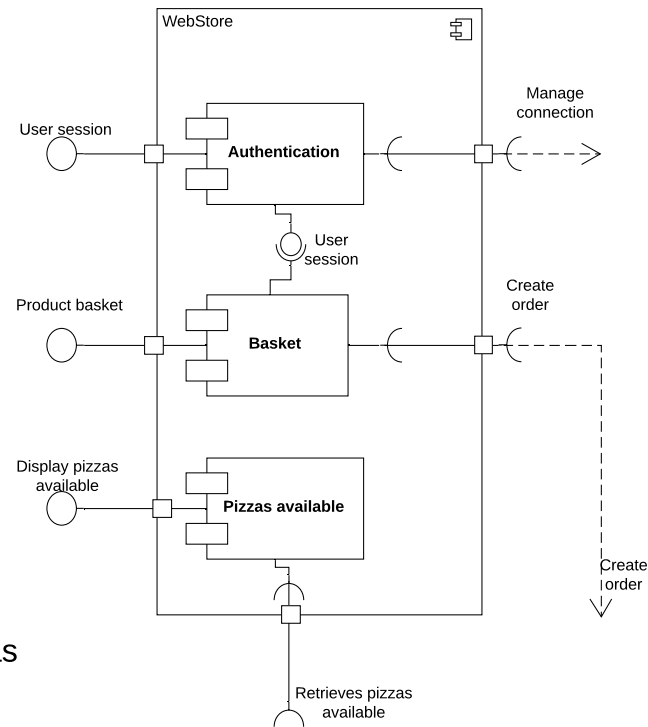 WebStore
Manage
connection
User session
Authentication
User
session
Create
order
Product basket
Basket
Display pizzas
available
Pizzas available
Create
order
Retrieves pizzas
available